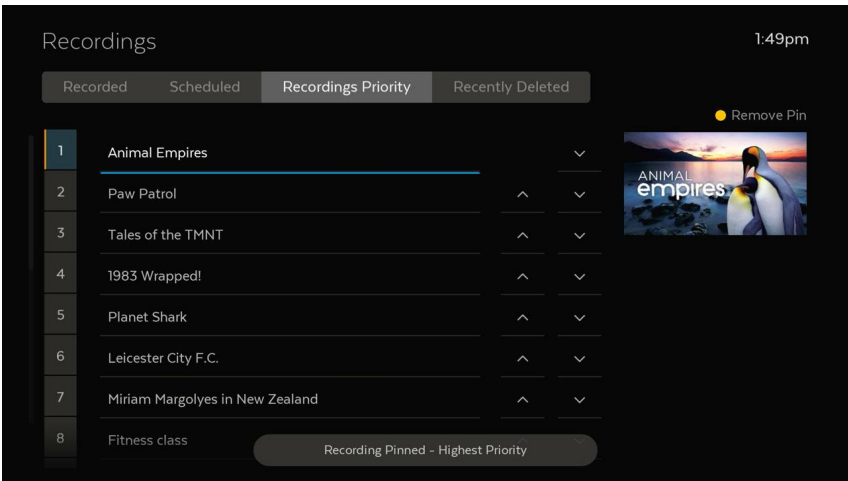 Recordings 1:49pm
Recorded Scheduled Recordings Priority Recently Deleted
Remove Pin
1 Animal Empires
ANIMAL
empires
2 Paw Patrol
3 Tales of the TMNT
4 1983 Wrapped!
5 Planet Shark
6 Leicester City F.C.
7 Miriam Margolyes in New Zealand
8 Fitness class
Recording Pinned - Highest Priority